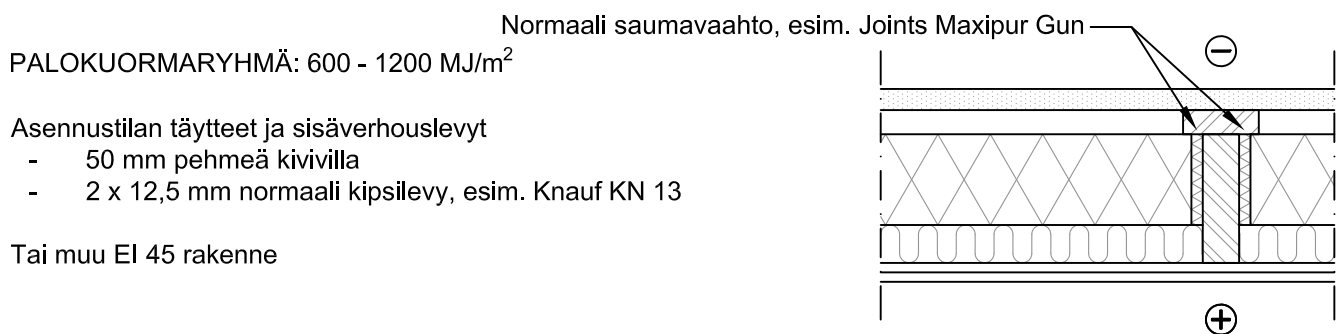 Normaali saumavaahto, esim. Joints Maxipur Gun
PALOKUORMARYHMÄ: 600 - 1200 MJ/m²
Asennustilan täytteet ja sisäverhouslevyt
- 50 mm pehmeä kivivilla
- 2 x 12,5 mm normaali kipsilevy, esim. Knauf KN 13
Tai muu EI 45 rakenne